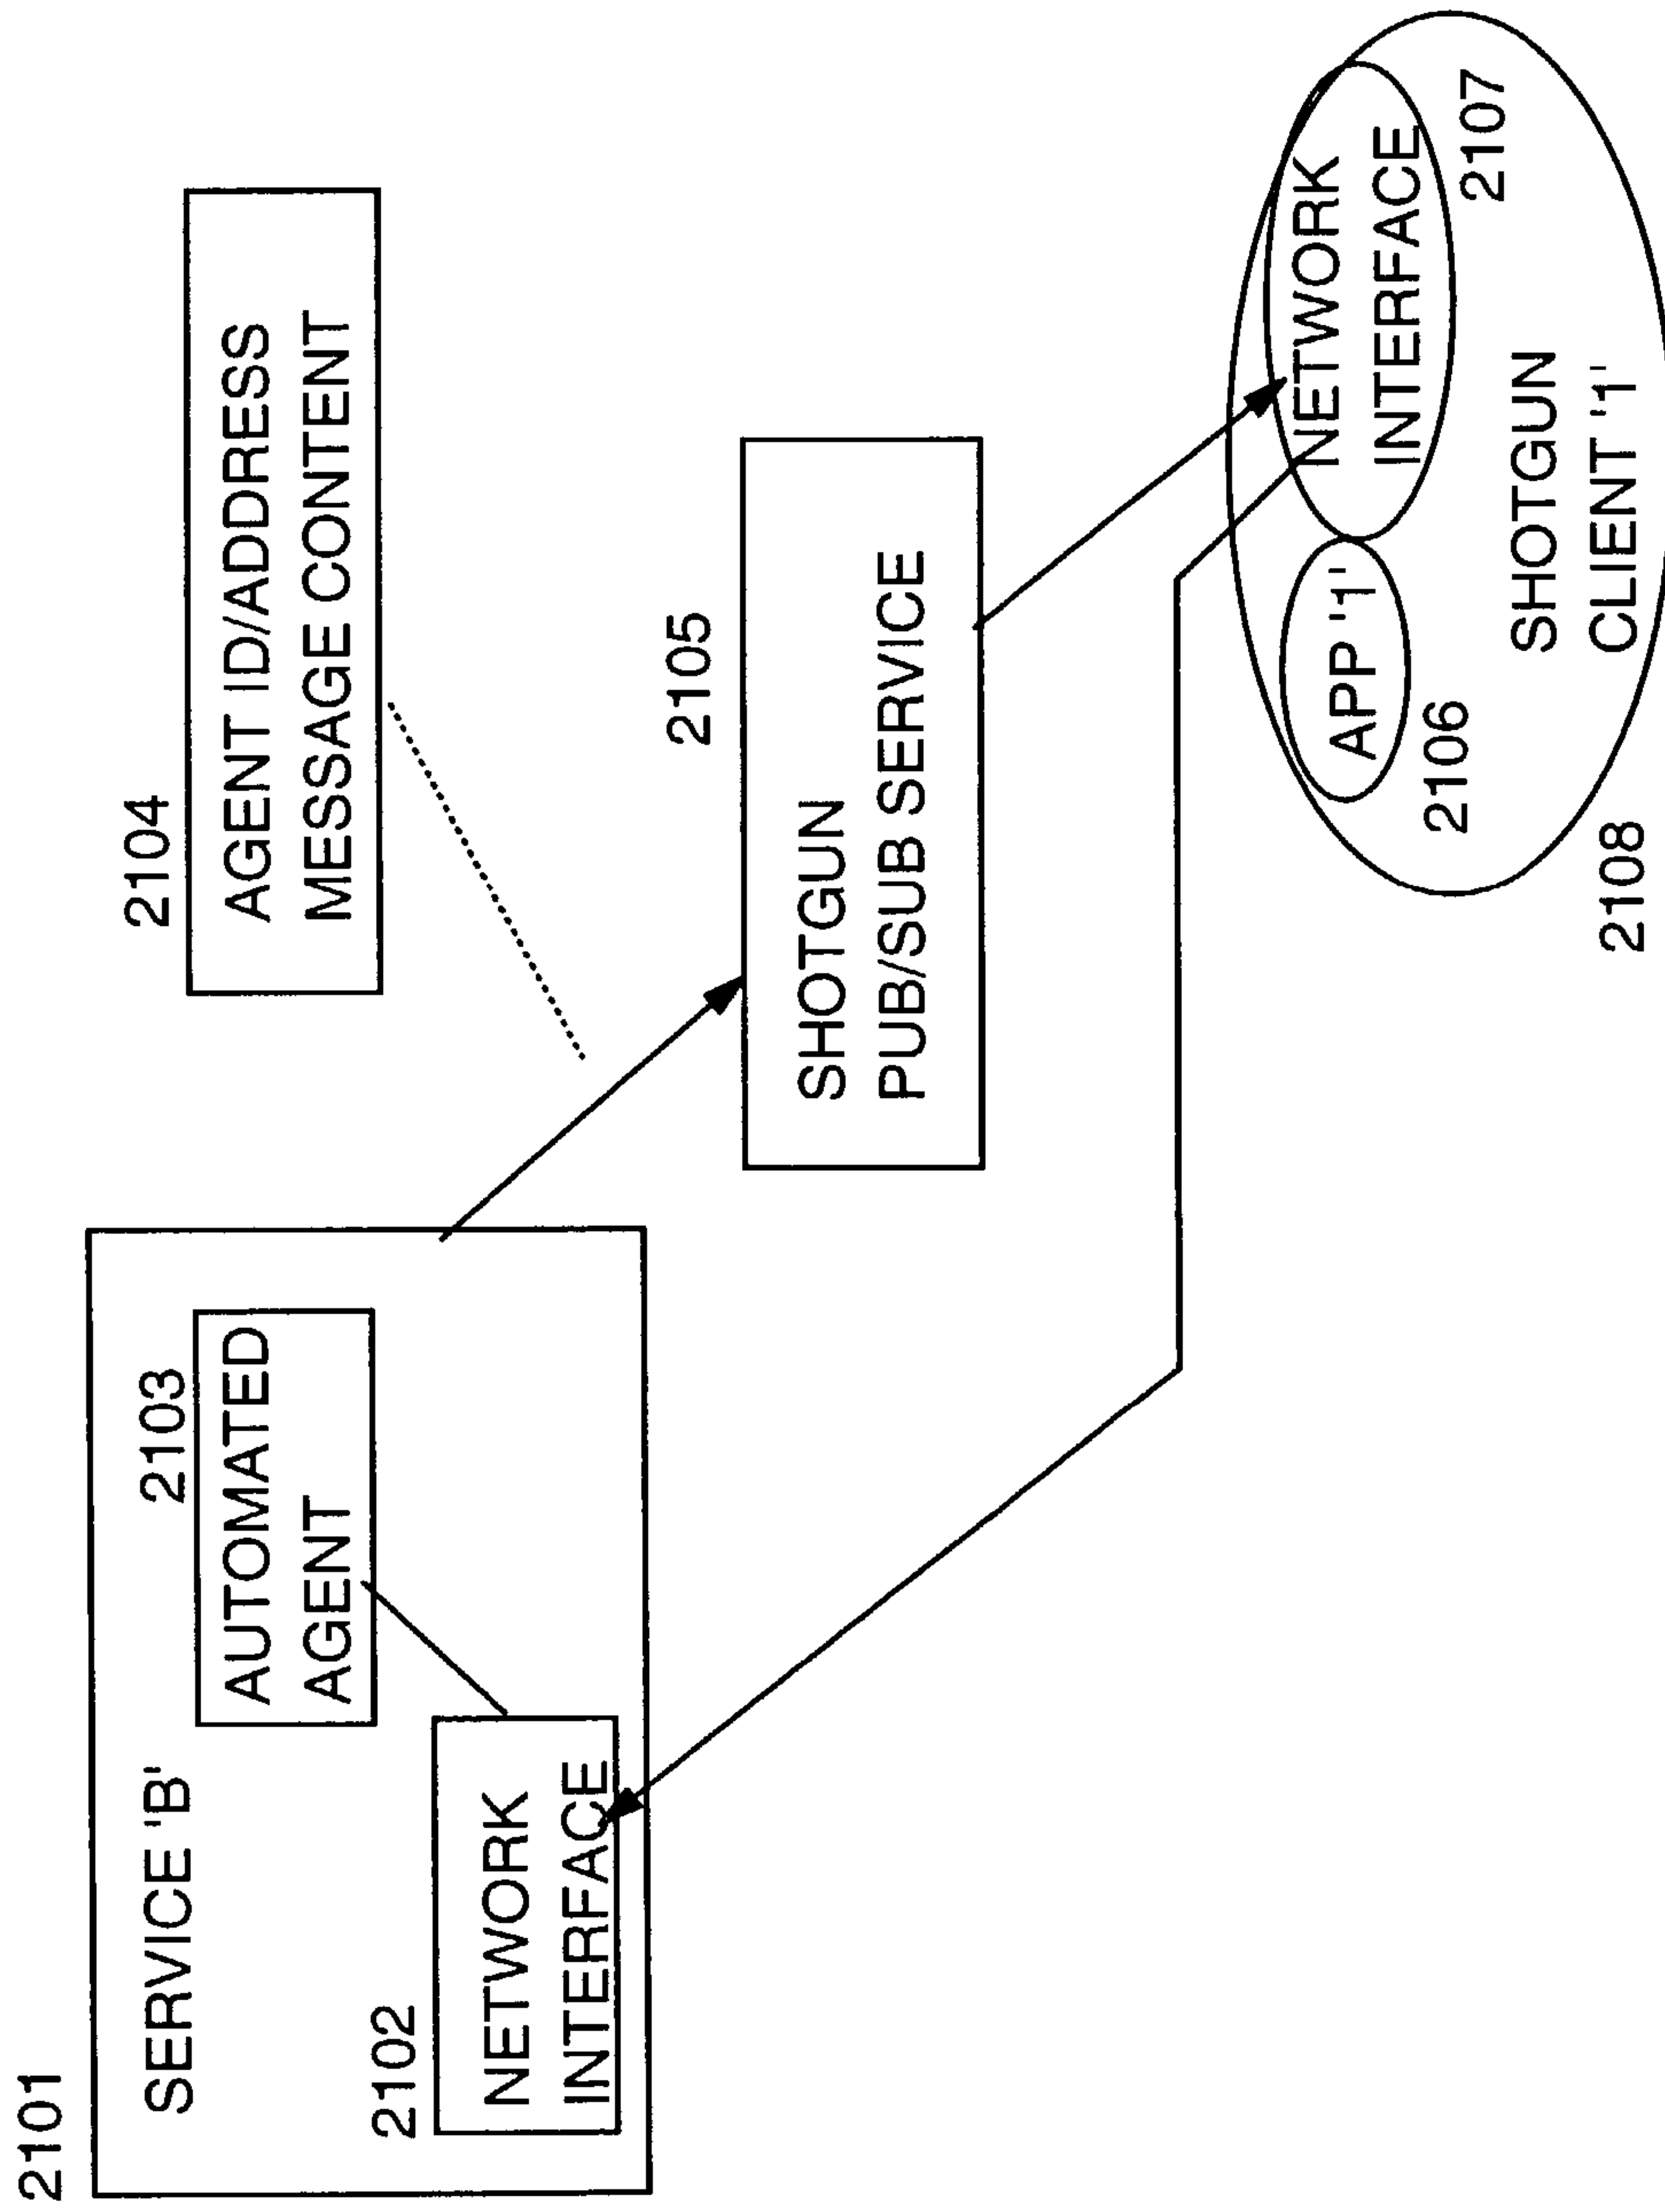 2101
SERVICE 'B'
2103
AUTOMATED
AGENT
2102
NETWORK
INTERFACE
2104
AGENT ID/ADDRESS
MESSAGE CONTENT
2105
SHOTGUN
PUB/SUB SERVICE
APP '1'
2106
NETWORK
INTERFACE
2107
SHOTGUN
CLIENT '1'
2108